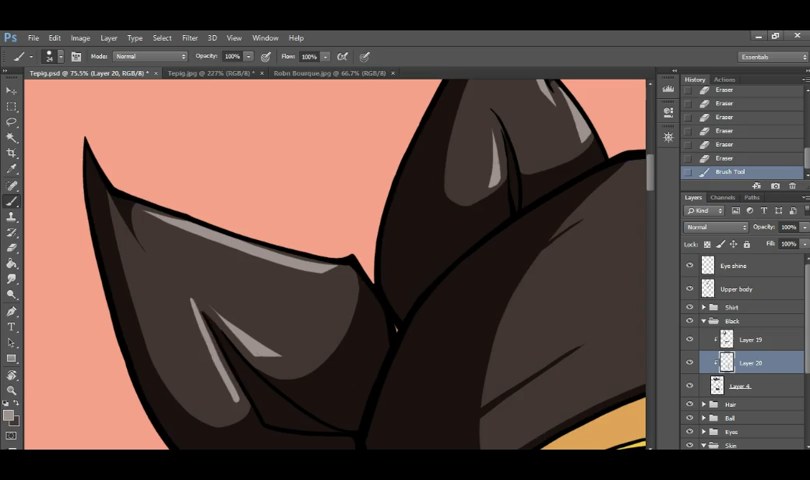 Ps File Edit Image Layer Type Select Filter 3D View Window Help
24 Mode: Normal Opacity: 100% Flow: 100% Essentials
Tepig.psd @ 75.5% (Layer 20, RGB/8) * × Tepig.jpg @ 227% (RGB/8) * × Robo Bourque.jpg @ 66.7% (RGB/8) ×
History Actions
Eraser
Eraser
Eraser
Eraser
Eraser
Eraser
Brush Tool
Layers Channels Paths
Kind
Normal Opacity: 100%
Lock: Fill: 100%
Eye shine
Upper body
Shirt
Black
Layer 19
Layer 20
Layer 4
Hair
Ball
Eyes
Skin